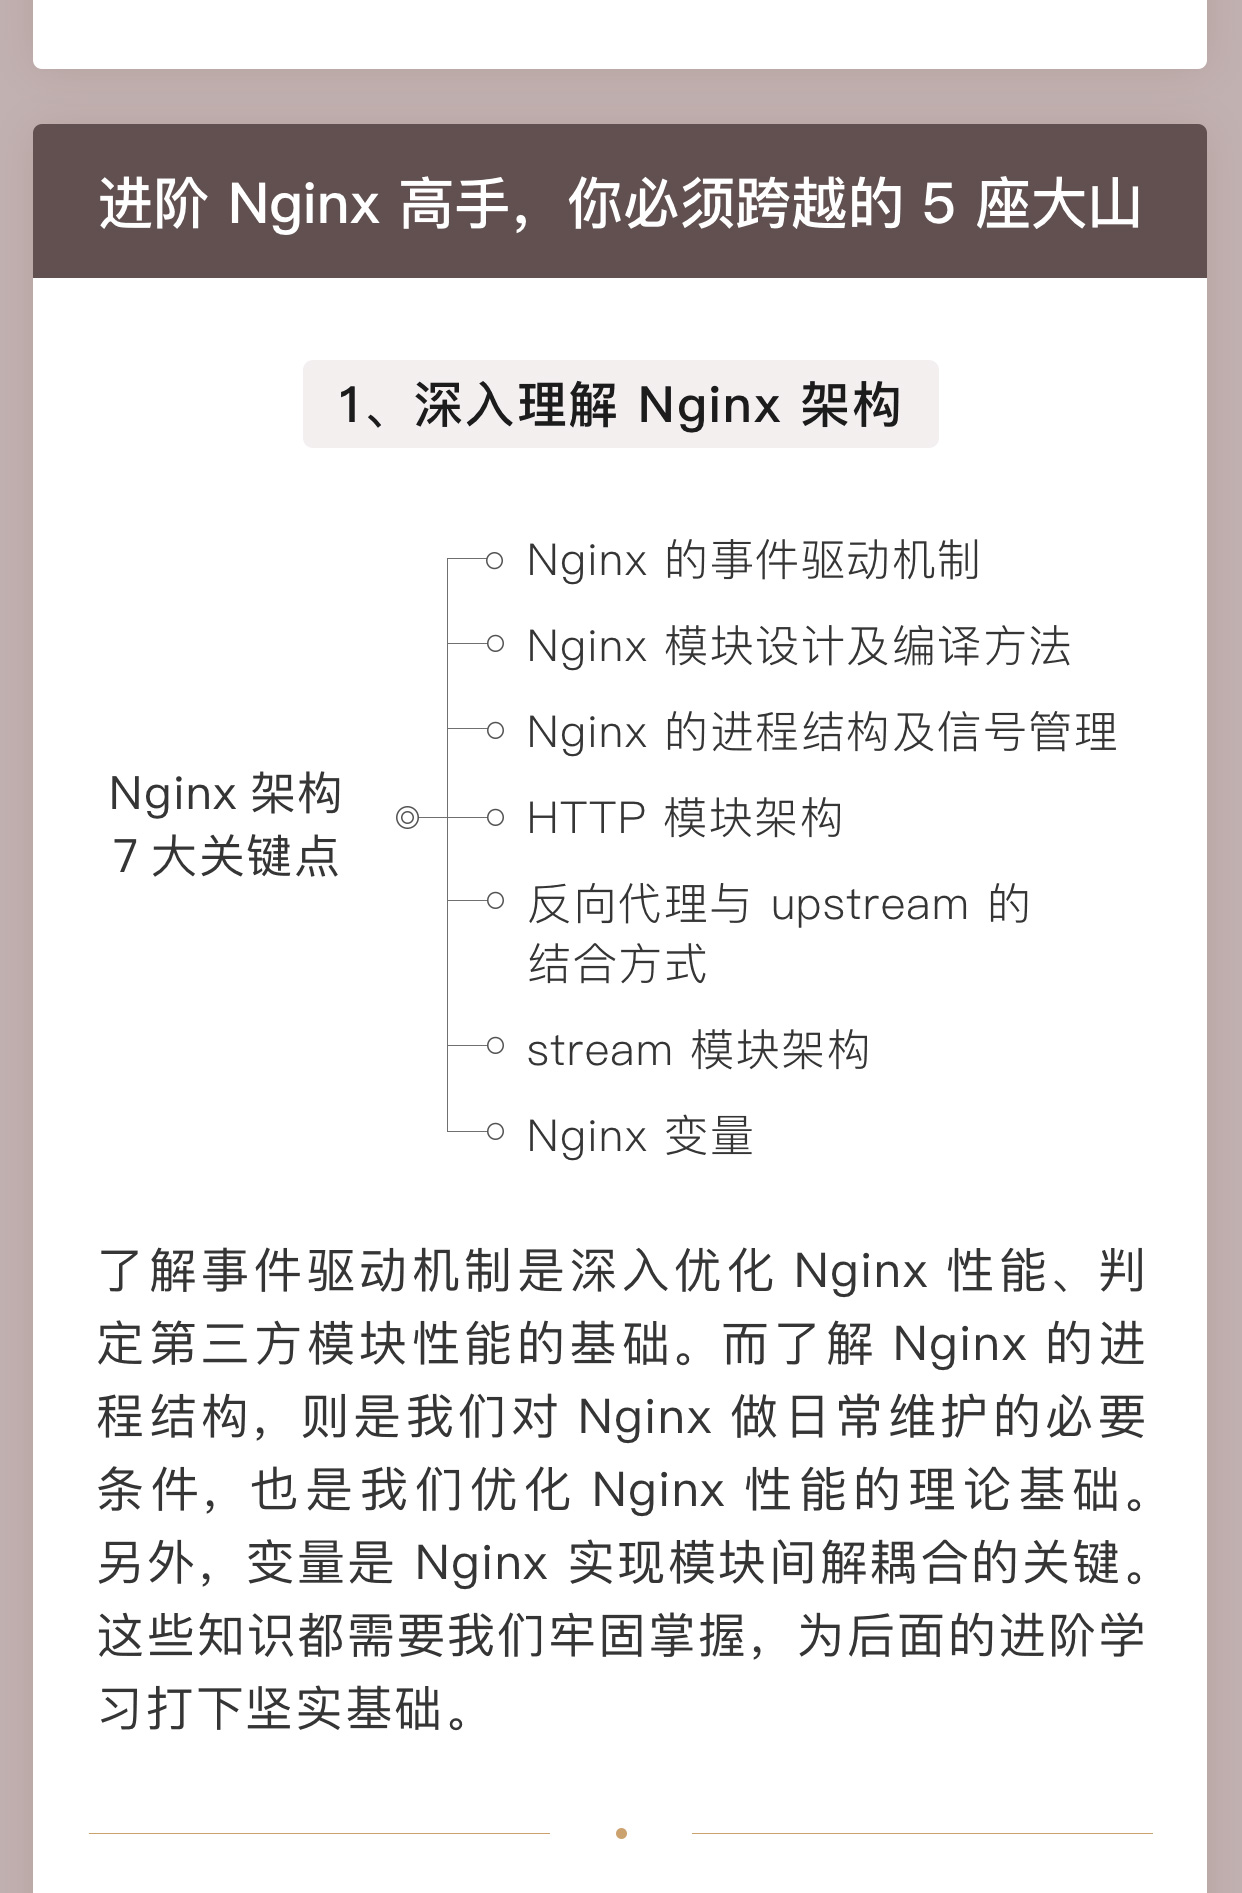 进阶 Nginx 高手，你必须跨越的 5 座大山
1、深入理解 Nginx 架构
Nginx 架构
7 大关键点
Nginx 的事件驱动机制
Nginx 模块设计及编译方法
Nginx 的进程结构及信号管理
HTTP 模块架构
反向代理与 upstream 的
结合方式
stream 模块架构
Nginx 变量
了解事件驱动机制是深入优化 Nginx 性能、判
定第三方模块性能的基础。而了解 Nginx 的进
程结构，则是我们对 Nginx 做日常维护的必要
条件，也是我们优化 Nginx 性能的理论基础。
另外，变量是 Nginx 实现模块间解耦合的关键。
这些知识都需要我们牢固掌握，为后面的进阶学
习打下坚实基础。